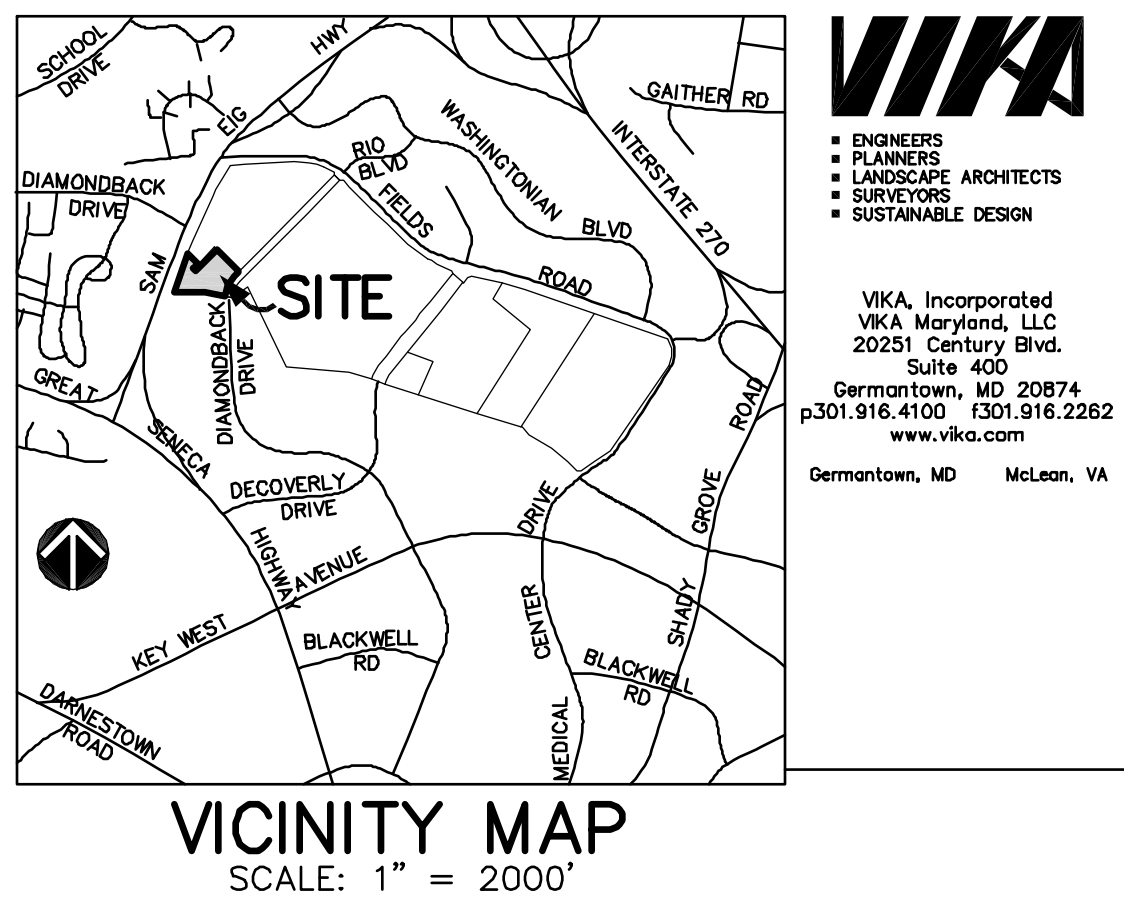 SCHOOL
DRIVE
HWY
EIG
SAM
GAITHER RD
RIO
BLVD
WASHINGTONIAN
BLVD
INTERSTATE 270
DIAMONDBACK
DRIVE
FIELDS
ROAD
SITE
DIAMONDBACK
DRIVE
GREAT
SENECA
HIGHWAY
DECOVERLY
DRIVE
ROAD
GROVE
SHADY
DRIVE
CENTER
MEDICAL
KEY WEST
AVENUE
BLACKWELL
RD
BLACKWELL
RD
DARNESTOWN
ROAD
VICINITY MAP
SCALE: 1" = 2000'
VIKA
ENGINEERS
PLANNERS
LANDSCAPE ARCHITECTS
SURVEYORS
SUSTAINABLE DESIGN
VIKA, Incorporated
VIKA Maryland, LLC
20251 Century Blvd.
Suite 400
Germantown, MD 20874
p301.916.4100 f301.916.2262
www.vika.com
Germantown, MD McLean, VA